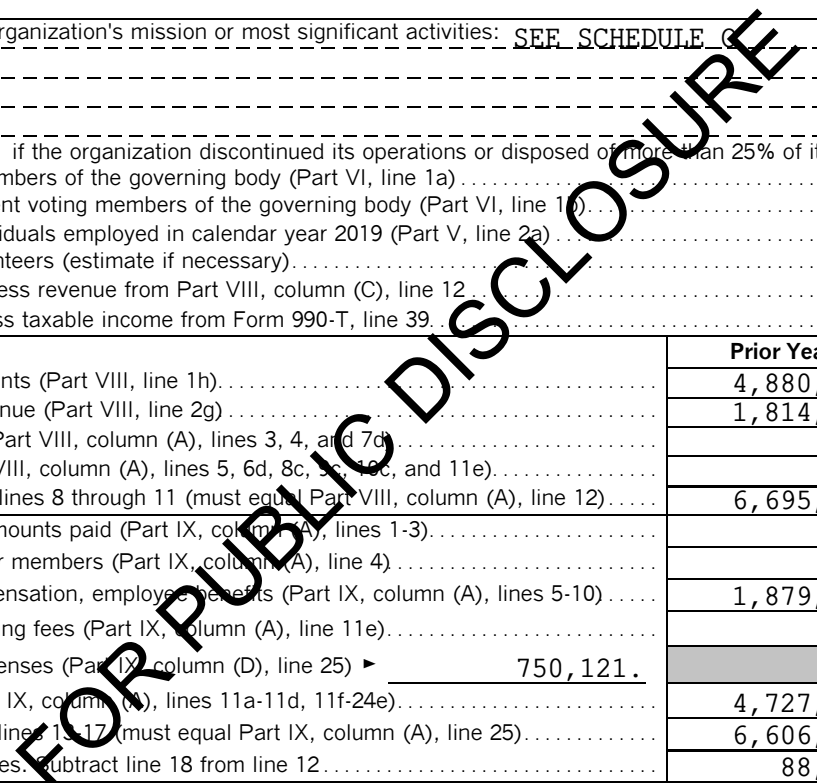 rganization's mission or most significant activities: SEE SCHEDULE O
if the organization discontinued its operations or disposed of more than 25% of it
mbers of the governing body (Part VI, line 1a)
nt voting members of the governing body (Part VI, line 1b)
iduals employed in calendar year 2019 (Part V, line 2a)
nteers (estimate if necessary)
ess revenue from Part VIII, column (C), line 12
ss taxable income from Form 990-T, line 39
Prior Yea
nts (Part VIII, line 1h) 4,880,
nue (Part VIII, line 2g) 1,814,
Part VIII, column (A), lines 3, 4, and 7d)
VIII, column (A), lines 5, 6d, 8c, 9c, 10c, and 11e)
lines 8 through 11 (must equal Part VIII, column (A), line 12) 6,695,
mounts paid (Part IX, column (A), lines 1-3)
r members (Part IX, column (A), line 4)
ensation, employee benefits (Part IX, column (A), lines 5-10) 1,879,
ng fees (Part IX, column (A), line 11e)
enses (Part IX, column (D), line 25) ► 750,121.
IX, column (A), lines 11a-11d, 11f-24e) 4,727,
lines 13-17 (must equal Part IX, column (A), line 25) 6,606,
es. Subtract line 18 from line 12 88,
FOR PUBLIC DISCLOSURE